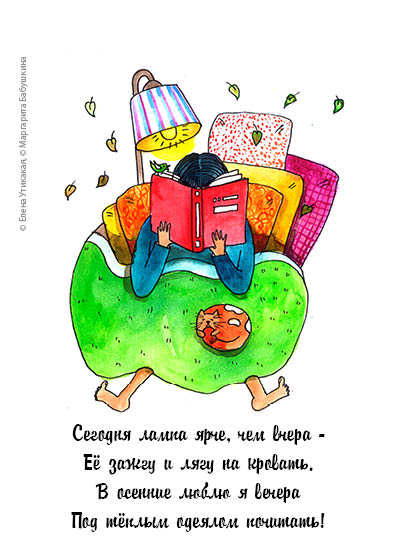 © Елена Утикакая, © Маргарита Бабушкина
Сегодня лампа ярче, чем вчера -
Её зажгу и лягу на кровать.
В осенние люблю я вечера
Под тёплым одеялом почитать!